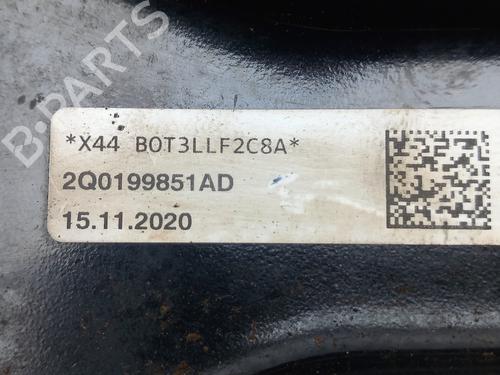 B-PARTS
*X44 B0T3LLF2C8A*
2Q0199851AD
15.11.2020